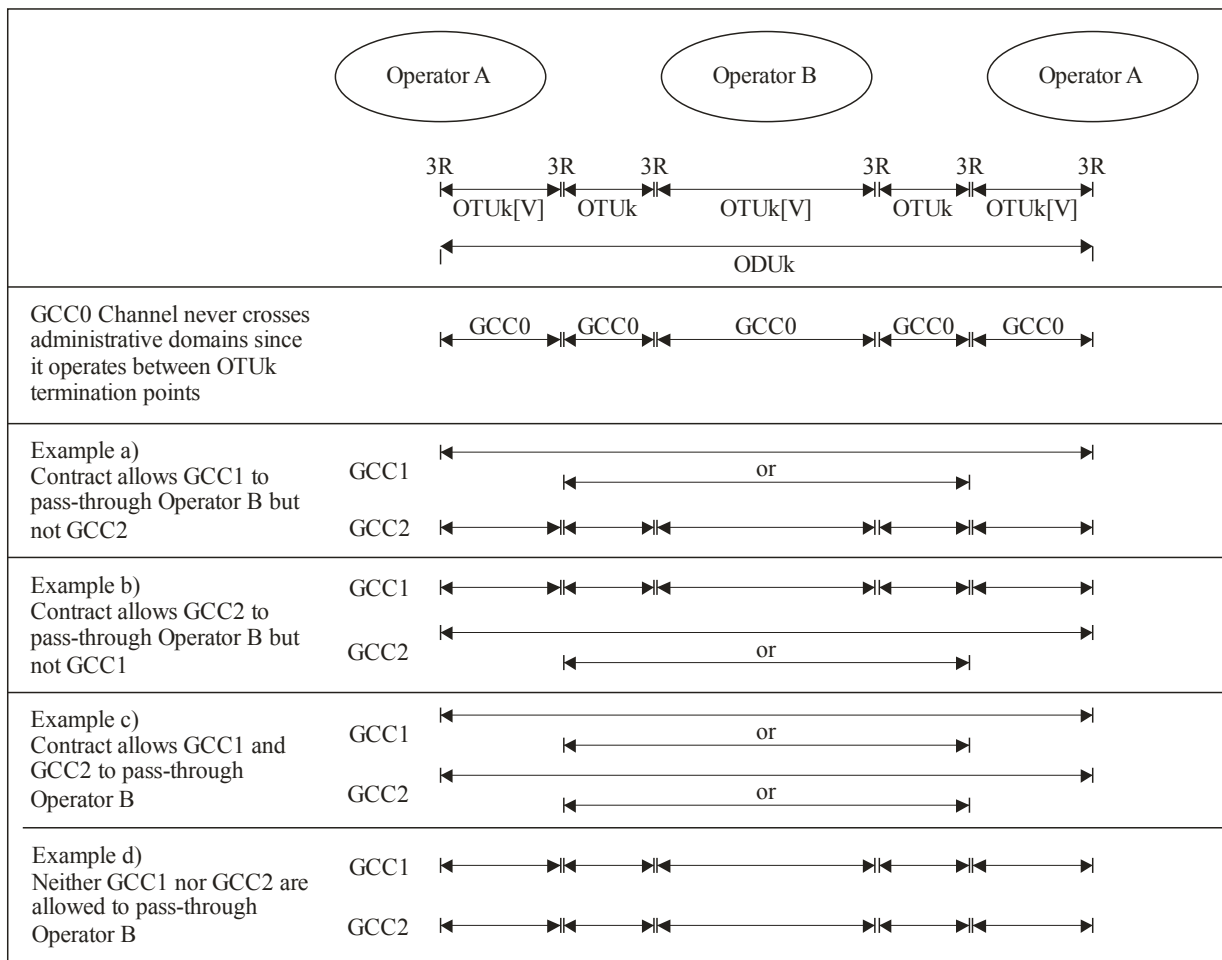 Operator A
Operator B
Operator A
3R 3R 3R 3R 3R 3R
OTUk[V] OTUk OTUk[V] OTUk OTUk[V]
ODUk
GCC0 Channel never crosses
administrative domains since
it operates between OTUk
termination points
GCC0 GCC0 GCC0 GCC0 GCC0
Example a)
Contract allows GCC1 to
pass-through Operator B but
not GCC2
GCC1
or
GCC2
Example b)
Contract allows GCC2 to
pass-through Operator B but
not GCC1
GCC1
GCC2
or
Example c)
Contract allows GCC1 and
GCC2 to pass-through
Operator B
GCC1
or
GCC2
or
Example d)
Neither GCC1 nor GCC2 are
allowed to pass-through
Operator B
GCC1
GCC2